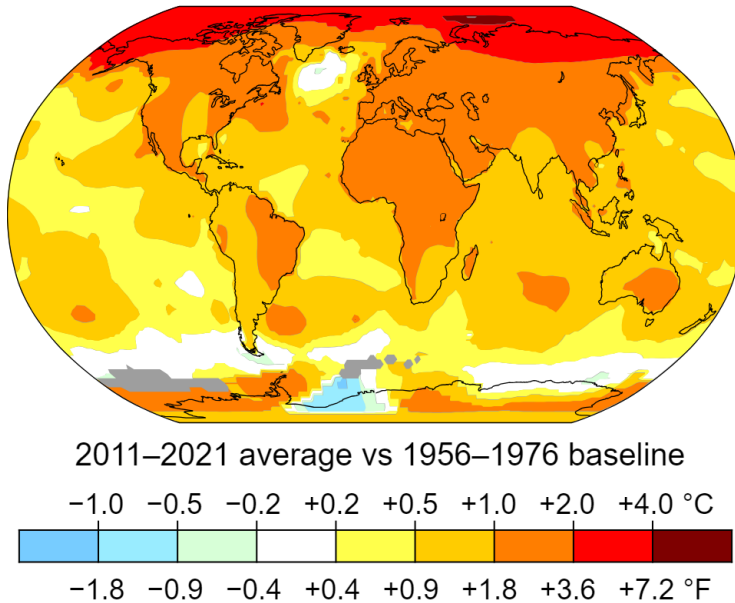 2011–2021 average vs 1956–1976 baseline
−1.0 −0.5 −0.2 +0.2 +0.5 +1.0 +2.0 +4.0 °C
−1.8 −0.9 −0.4 +0.4 +0.9 +1.8 +3.6 +7.2 °F